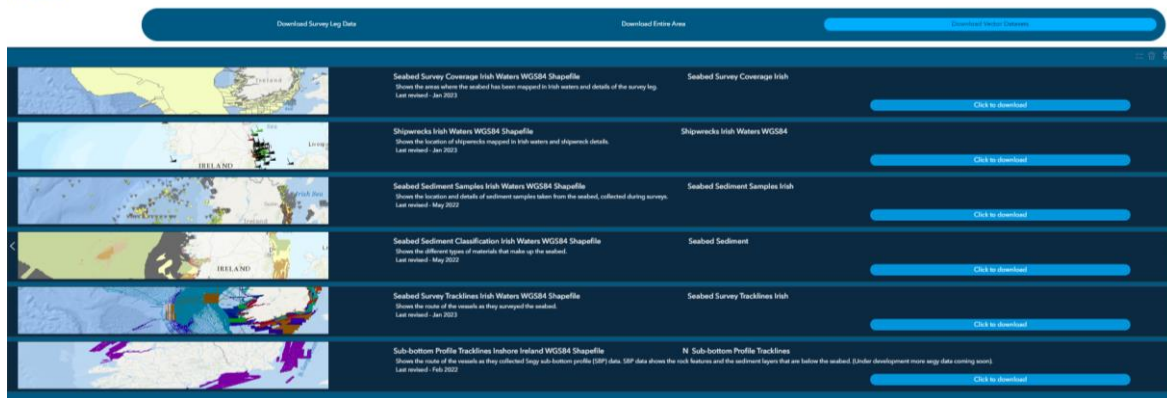 Download Survey Leg Data
Download Entire Area
Download Vector Datasets
Ireland
Seabed Survey Coverage Irish Waters WGS84 Shapefile
Seabed Survey Coverage Irish
Shows the areas where the seabed has been mapped in Irish waters and details of the survey leg.
Last revised - Jan 2023
Click to download
IRELAND
Shipwrecks Irish Waters WGS84 Shapefile
Shipwrecks Irish Waters WGS84
Shows the location of shipwrecks mapped in Irish waters and shipwreck details.
Last revised - Jan 2023
Click to download
Irish Sea
Seabed Sediment Samples Irish Waters WGS84 Shapefile
Seabed Sediment Samples Irish
Shows the location and details of sediment samples taken from the seabed, collected during surveys.
Last revised - May 2022
Click to download
IRELAND
Seabed Sediment Classification Irish Waters WGS84 Shapefile
Seabed Sediment
Shows the different types of materials that make up the seabed.
Last revised - May 2022
Click to download
Seabed Survey Tracklines Irish Waters WGS84 Shapefile
Seabed Survey Tracklines Irish
Shows the route of the vessels as they surveyed the seabed.
Last revised - Jan 2023
Click to download
Sub-bottom Profile Tracklines Inshore Ireland WGS84 Shapefile
N Sub-bottom Profile Tracklines
Shows the route of the vessels as they collected Segy sub-bottom profile (SBP) data. SBP data shows the rock features and the sediment layers that are below the seabed. (Under development more segy data coming soon).
Last revised - Feb 2022
Click to download